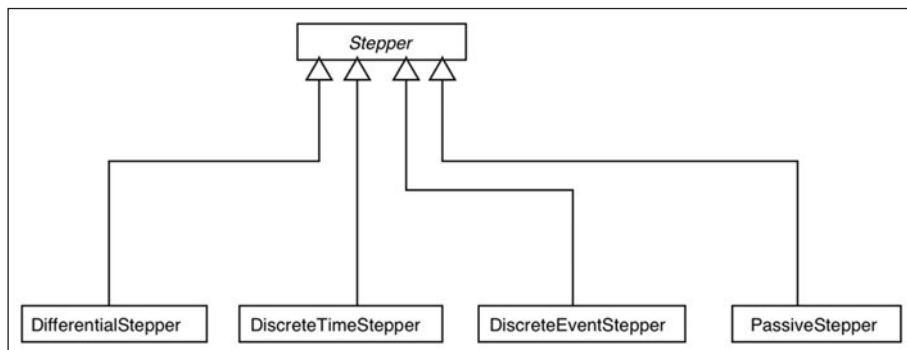 Stepper
DifferentialStepper
DiscreteTimeStepper
DiscreteEventStepper
PassiveStepper